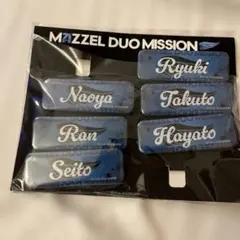 MAZZEL DUO MISSION
Ryuki
Naoya
Takuto
Ran
Hayato
Seito